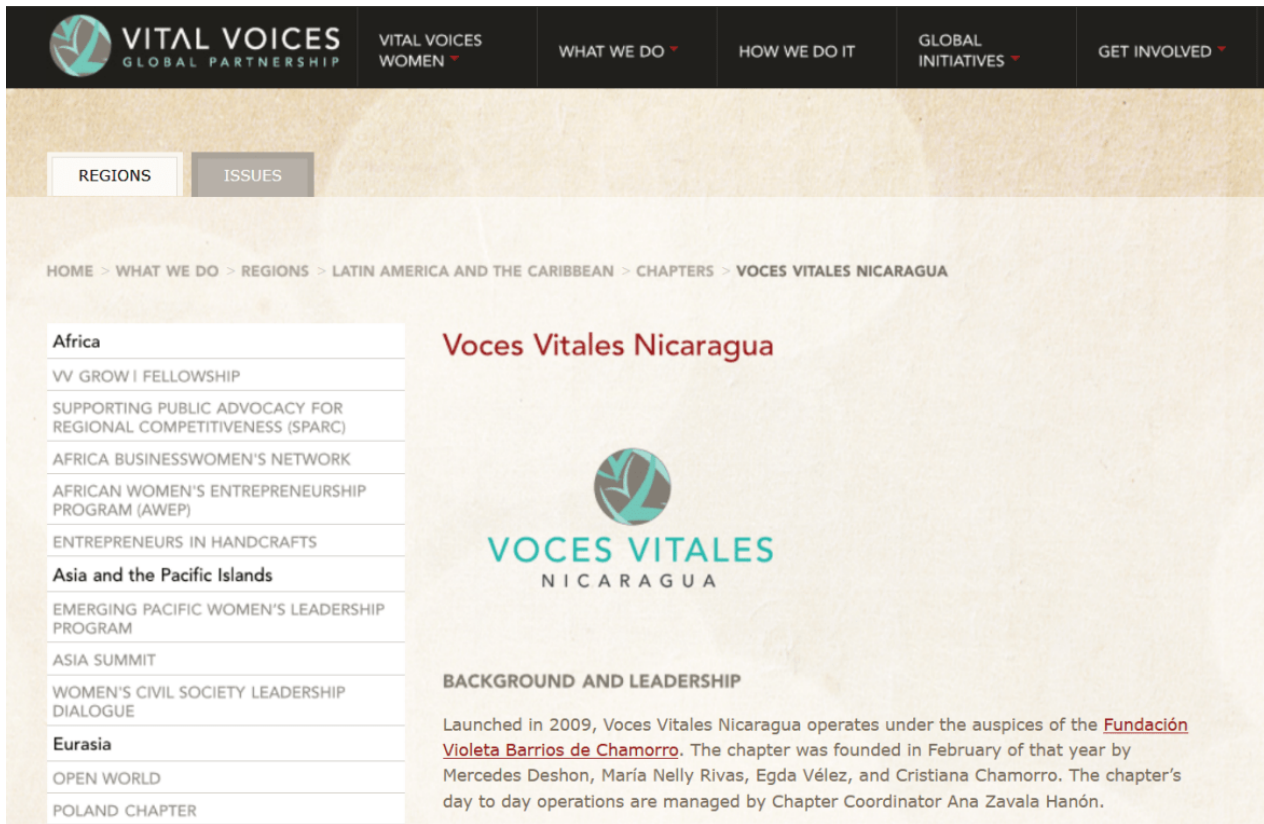 VITAL VOICES
GLOBAL PARTNERSHIP
VITAL VOICES
WOMEN
WHAT WE DO
HOW WE DO IT
GLOBAL
INITIATIVES
GET INVOLVED
REGIONS
ISSUES
HOME > WHAT WE DO > REGIONS > LATIN AMERICA AND THE CARIBBEAN > CHAPTERS > VOCES VITALES NICARAGUA
Africa
VV GROW | FELLOWSHIP
SUPPORTING PUBLIC ADVOCACY FOR
REGIONAL COMPETITIVENESS (SPARC)
AFRICA BUSINESSWOMEN'S NETWORK
AFRICAN WOMEN'S ENTREPRENEURSHIP
PROGRAM (AWEP)
ENTREPRENEURS IN HANDCRAFTS
Asia and the Pacific Islands
EMERGING PACIFIC WOMEN'S LEADERSHIP
PROGRAM
ASIA SUMMIT
WOMEN'S CIVIL SOCIETY LEADERSHIP
DIALOGUE
Eurasia
OPEN WORLD
POLAND CHAPTER
Voces Vitales Nicaragua
VOCES VITALES
NICARAGUA
BACKGROUND AND LEADERSHIP
Launched in 2009, Voces Vitales Nicaragua operates under the auspices of the Fundación
Violeta Barrios de Chamorro. The chapter was founded in February of that year by
Mercedes Deshon, María Nelly Rivas, Egda Vélez, and Cristiana Chamorro. The chapter's
day to day operations are managed by Chapter Coordinator Ana Zavala Hanón.